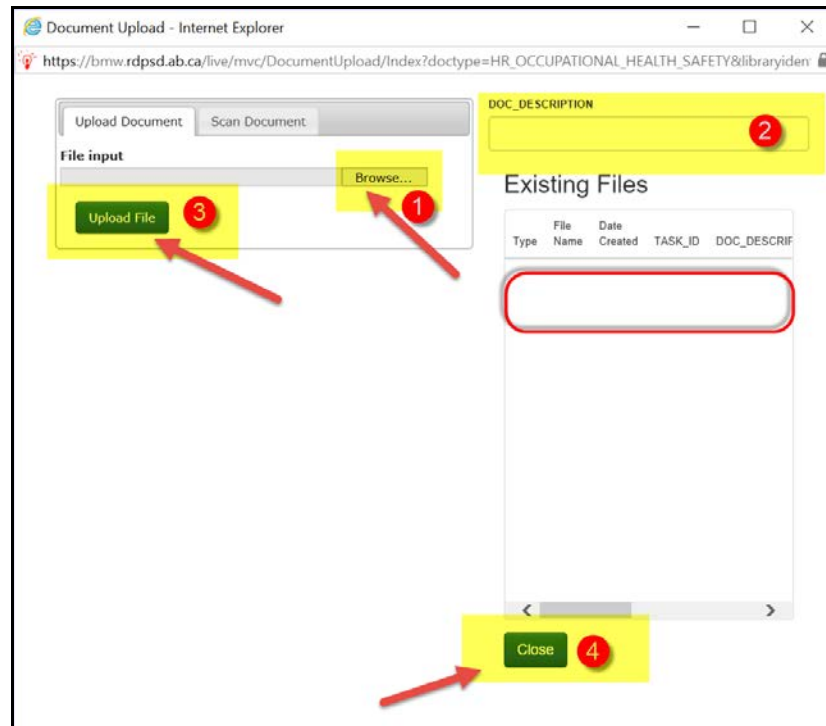 Document Upload - Internet Explorer
https://bmw.rdpsd.ab.ca/live/mvc/DocumentUpload/Index?doctype=HR_OCCUPATIONAL_HEALTH_SAFETY&libraryiden
Upload Document
Scan Document
File input
Browse...
1
Upload File
3
DOC_DESCRIPTION
2
Existing Files
Type
File Name
Date Created
TASK_ID
DOC_DESCRIP
Close
4